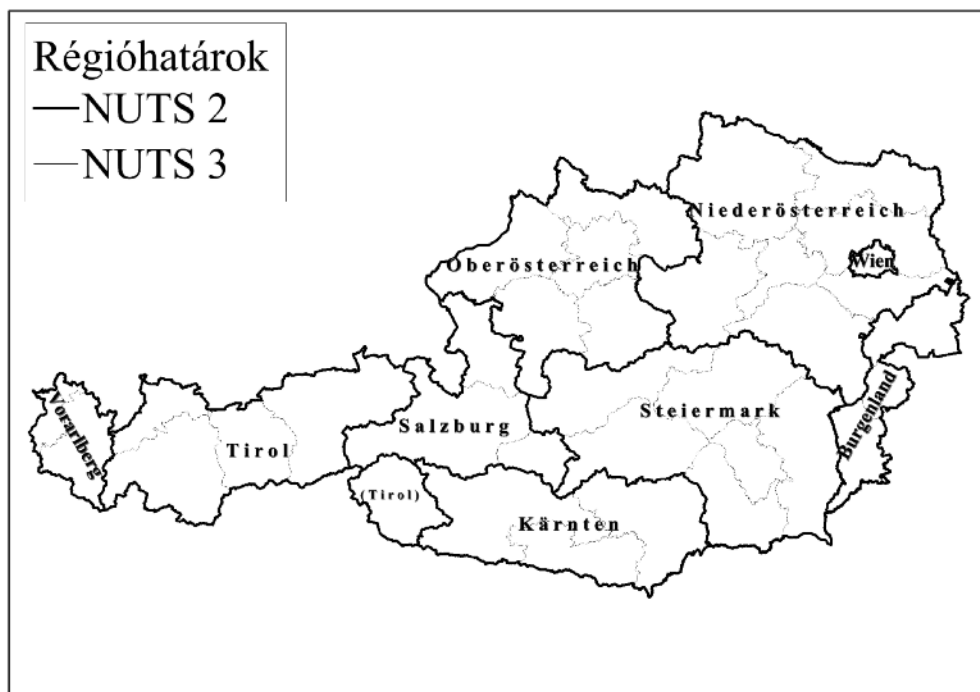 Régióhatárok
NUTS 2
NUTS 3
Niederösterreich
Wien
Oberösterreich
Burgenland
Vorarlberg
Tirol
Salzburg
Steiermark
(Tirol)
Kärnten